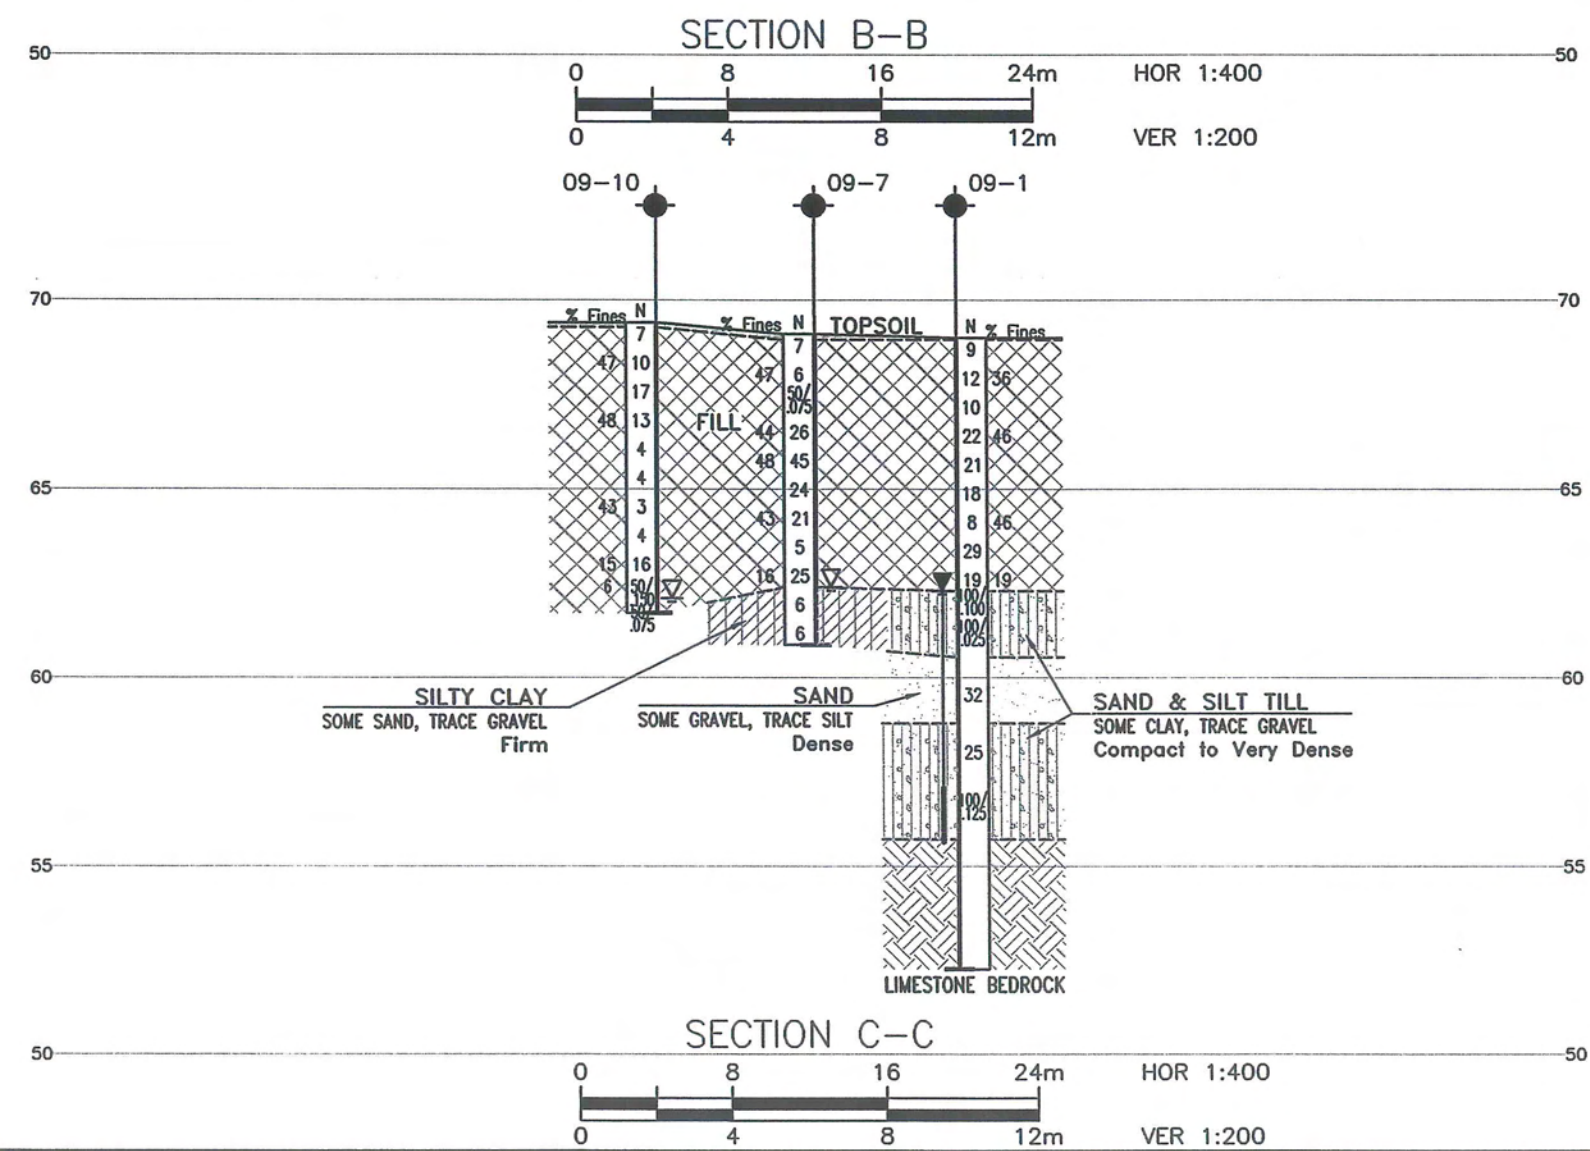 SECTION B-B
50 50
0 8 16 24m HOR 1:400
0 4 8 12m VER 1:200
09-10 09-7 09-1
70 70
% Fines N % Fines N TOPSOIL N % Fines
7 7 9
47 10 47 6 12 36
17 50/ .075 10
48 13 FILL 44 26 22 46
4 48 45 21
4 24 18
65 65
43 3 43 21 8 46
4 5 29
15 16 16 25 19 19
6 50/ .150 6 100/ .100
50/ .075 6 100/ .025
60 60
SILTY CLAY SAND 32 SAND & SILT TILL
SOME SAND, TRACE GRAVEL SOME GRAVEL, TRACE SILT SOME CLAY, TRACE GRAVEL
Firm Dense 25 Compact to Very Dense
100/ .125
55 55
LIMESTONE BEDROCK
SECTION C-C
50 50
0 8 16 24m HOR 1:400
0 4 8 12m VER 1:200